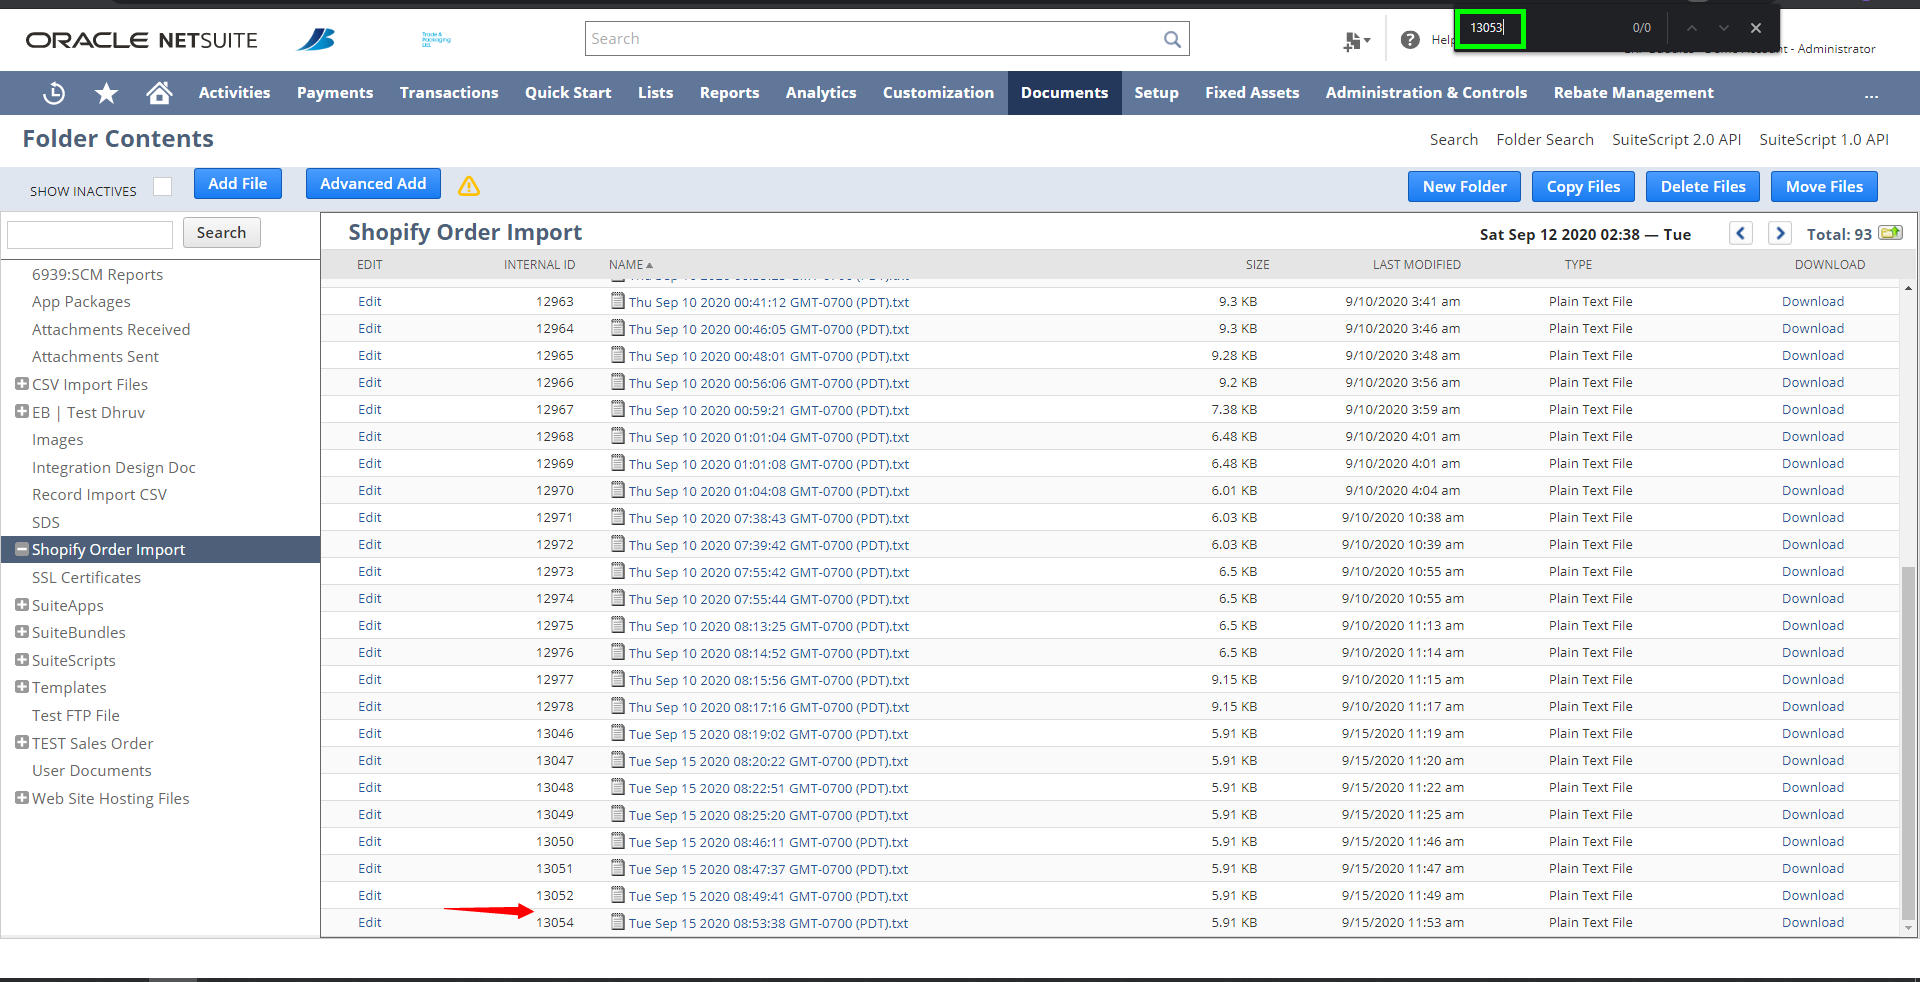 13053 0/0
ORACLE NETSUITE Trade & Packaging Search Help
- Administrator
Activities Payments Transactions Quick Start Lists Reports Analytics Customization Documents Setup Fixed Assets Administration & Controls Rebate Management ...
Folder Contents Search Folder Search SuiteScript 2.0 API SuiteScript 1.0 API
SHOW INACTIVES Add File Advanced Add New Folder Copy Files Delete Files Move Files
Search
6939:SCM Reports
App Packages
Attachments Received
Attachments Sent
CSV Import Files
EB | Test Dhruv
Images
Integration Design Doc
Record Import CSV
SDS
Shopify Order Import
SSL Certificates
SuiteApps
SuiteBundles
SuiteScripts
Templates
Test FTP File
TEST Sales Order
User Documents
Web Site Hosting Files
Shopify Order Import Sat Sep 12 2020 02:38 — Tue Total: 93
EDIT INTERNAL ID NAME SIZE LAST MODIFIED TYPE DOWNLOAD
Edit 12963 Thu Sep 10 2020 00:41:12 GMT-0700 (PDT).txt 9.3 KB 9/10/2020 3:41 am Plain Text File Download
Edit 12964 Thu Sep 10 2020 00:46:05 GMT-0700 (PDT).txt 9.3 KB 9/10/2020 3:46 am Plain Text File Download
Edit 12965 Thu Sep 10 2020 00:48:01 GMT-0700 (PDT).txt 9.28 KB 9/10/2020 3:48 am Plain Text File Download
Edit 12966 Thu Sep 10 2020 00:56:06 GMT-0700 (PDT).txt 9.2 KB 9/10/2020 3:56 am Plain Text File Download
Edit 12967 Thu Sep 10 2020 00:59:21 GMT-0700 (PDT).txt 7.38 KB 9/10/2020 3:59 am Plain Text File Download
Edit 12968 Thu Sep 10 2020 01:01:04 GMT-0700 (PDT).txt 6.48 KB 9/10/2020 4:01 am Plain Text File Download
Edit 12969 Thu Sep 10 2020 01:01:08 GMT-0700 (PDT).txt 6.48 KB 9/10/2020 4:01 am Plain Text File Download
Edit 12970 Thu Sep 10 2020 01:04:08 GMT-0700 (PDT).txt 6.01 KB 9/10/2020 4:04 am Plain Text File Download
Edit 12971 Thu Sep 10 2020 07:38:43 GMT-0700 (PDT).txt 6.03 KB 9/10/2020 10:38 am Plain Text File Download
Edit 12972 Thu Sep 10 2020 07:39:42 GMT-0700 (PDT).txt 6.03 KB 9/10/2020 10:39 am Plain Text File Download
Edit 12973 Thu Sep 10 2020 07:55:42 GMT-0700 (PDT).txt 6.5 KB 9/10/2020 10:55 am Plain Text File Download
Edit 12974 Thu Sep 10 2020 07:55:44 GMT-0700 (PDT).txt 6.5 KB 9/10/2020 10:55 am Plain Text File Download
Edit 12975 Thu Sep 10 2020 08:13:25 GMT-0700 (PDT).txt 6.5 KB 9/10/2020 11:13 am Plain Text File Download
Edit 12976 Thu Sep 10 2020 08:14:52 GMT-0700 (PDT).txt 6.5 KB 9/10/2020 11:14 am Plain Text File Download
Edit 12977 Thu Sep 10 2020 08:15:56 GMT-0700 (PDT).txt 9.15 KB 9/10/2020 11:15 am Plain Text File Download
Edit 12978 Thu Sep 10 2020 08:17:16 GMT-0700 (PDT).txt 9.15 KB 9/10/2020 11:17 am Plain Text File Download
Edit 13046 Tue Sep 15 2020 08:19:02 GMT-0700 (PDT).txt 5.91 KB 9/15/2020 11:19 am Plain Text File Download
Edit 13047 Tue Sep 15 2020 08:20:22 GMT-0700 (PDT).txt 5.91 KB 9/15/2020 11:20 am Plain Text File Download
Edit 13048 Tue Sep 15 2020 08:22:51 GMT-0700 (PDT).txt 5.91 KB 9/15/2020 11:22 am Plain Text File Download
Edit 13049 Tue Sep 15 2020 08:25:20 GMT-0700 (PDT).txt 5.91 KB 9/15/2020 11:25 am Plain Text File Download
Edit 13050 Tue Sep 15 2020 08:46:11 GMT-0700 (PDT).txt 5.91 KB 9/15/2020 11:46 am Plain Text File Download
Edit 13051 Tue Sep 15 2020 08:47:37 GMT-0700 (PDT).txt 5.91 KB 9/15/2020 11:47 am Plain Text File Download
Edit 13052 Tue Sep 15 2020 08:49:41 GMT-0700 (PDT).txt 5.91 KB 9/15/2020 11:49 am Plain Text File Download
Edit 13054 Tue Sep 15 2020 08:53:38 GMT-0700 (PDT).txt 5.91 KB 9/15/2020 11:53 am Plain Text File Download